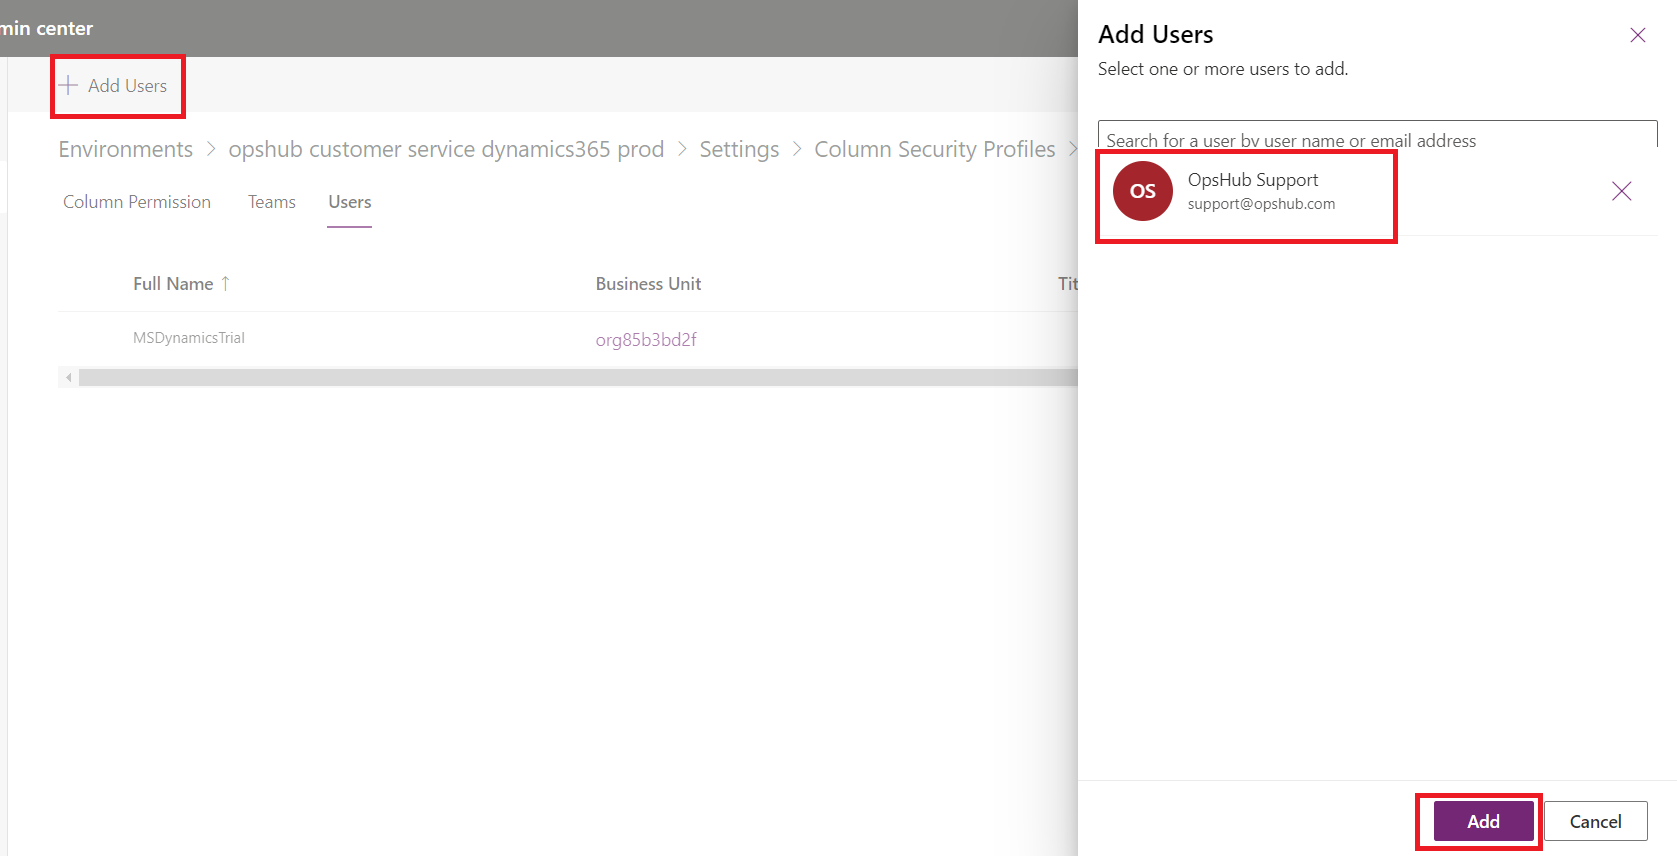 min center
Add Users
Environments > opshub customer service dynamics365 prod > Settings > Column Security Profiles >
Column Permission Teams Users
Full Name ↑ Business Unit Tit
MSDynamicsTrial org85b3bd2f
Add Users
Select one or more users to add.
Search for a user by user name or email address
OS
OpsHub Support
support@opshub.com
Add Cancel